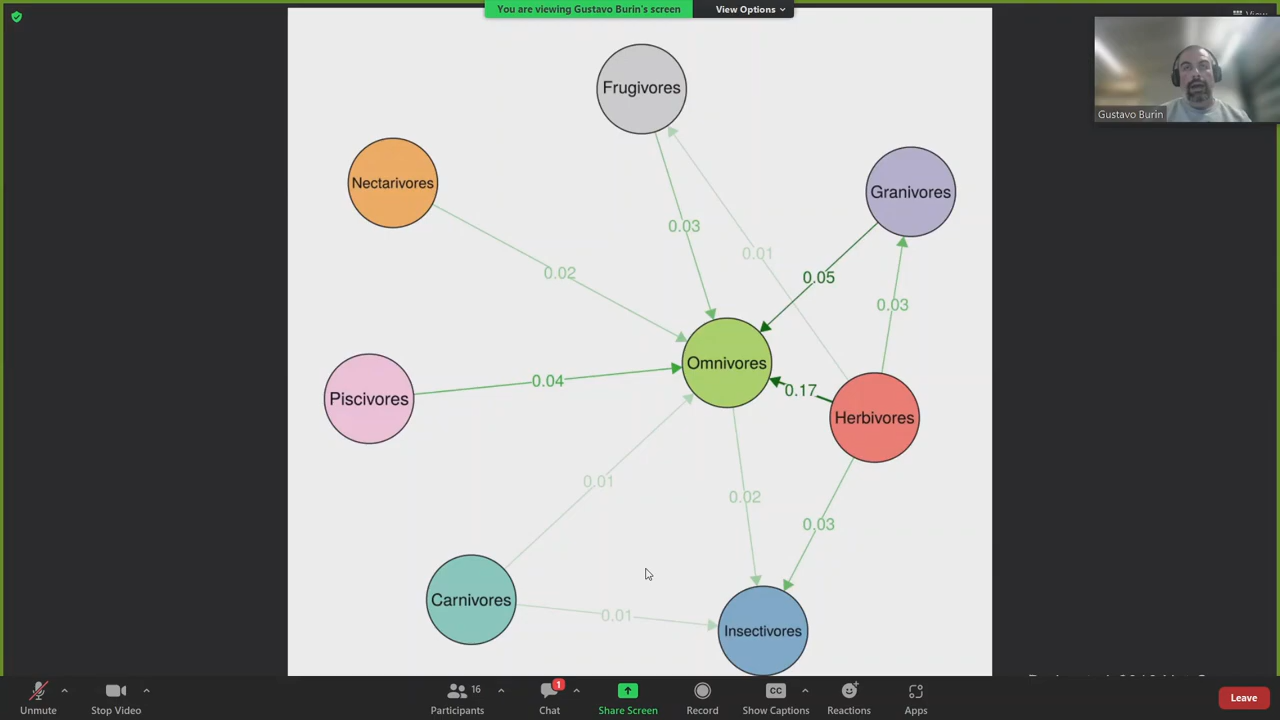 You are viewing Gustavo Burin's screen
View Options
View
Gustavo Burin
Frugivores
Nectarivores
Granivores
0.03
0.01
0.02
0.05
0.03
Omnivores
0.04
0.17
Piscivores
Herbivores
0.01
0.02
0.03
Carnivores
0.01
Insectivores
Unmute
Stop Video
Participants
16
Chat
1
Share Screen
Record
CC
Show Captions
Reactions
Apps
Leave